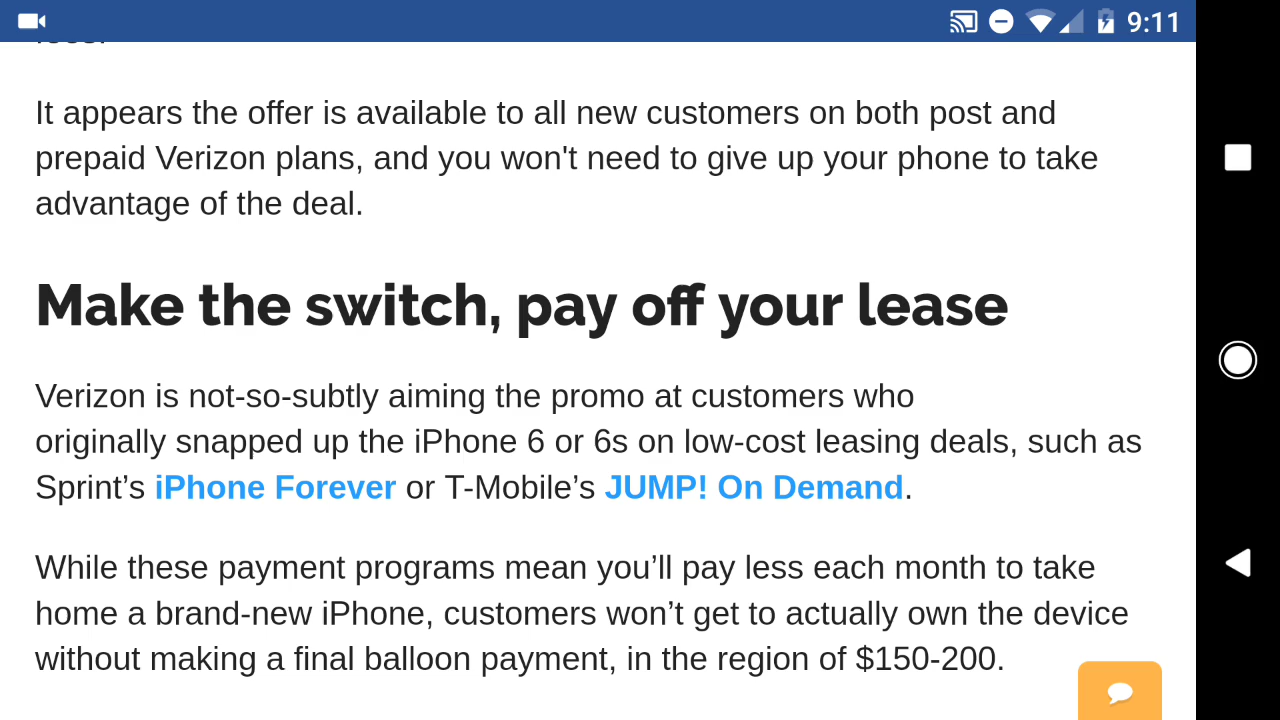 9:11
It appears the offer is available to all new customers on both post and
prepaid Verizon plans, and you won't need to give up your phone to take
advantage of the deal.
Make the switch, pay off your lease
Verizon is not-so-subtly aiming the promo at customers who
originally snapped up the iPhone 6 or 6s on low-cost leasing deals, such as
Sprint’s iPhone Forever or T-Mobile’s JUMP! On Demand.
While these payment programs mean you’ll pay less each month to take
home a brand-new iPhone, customers won’t get to actually own the device
without making a final balloon payment, in the region of $150-200.